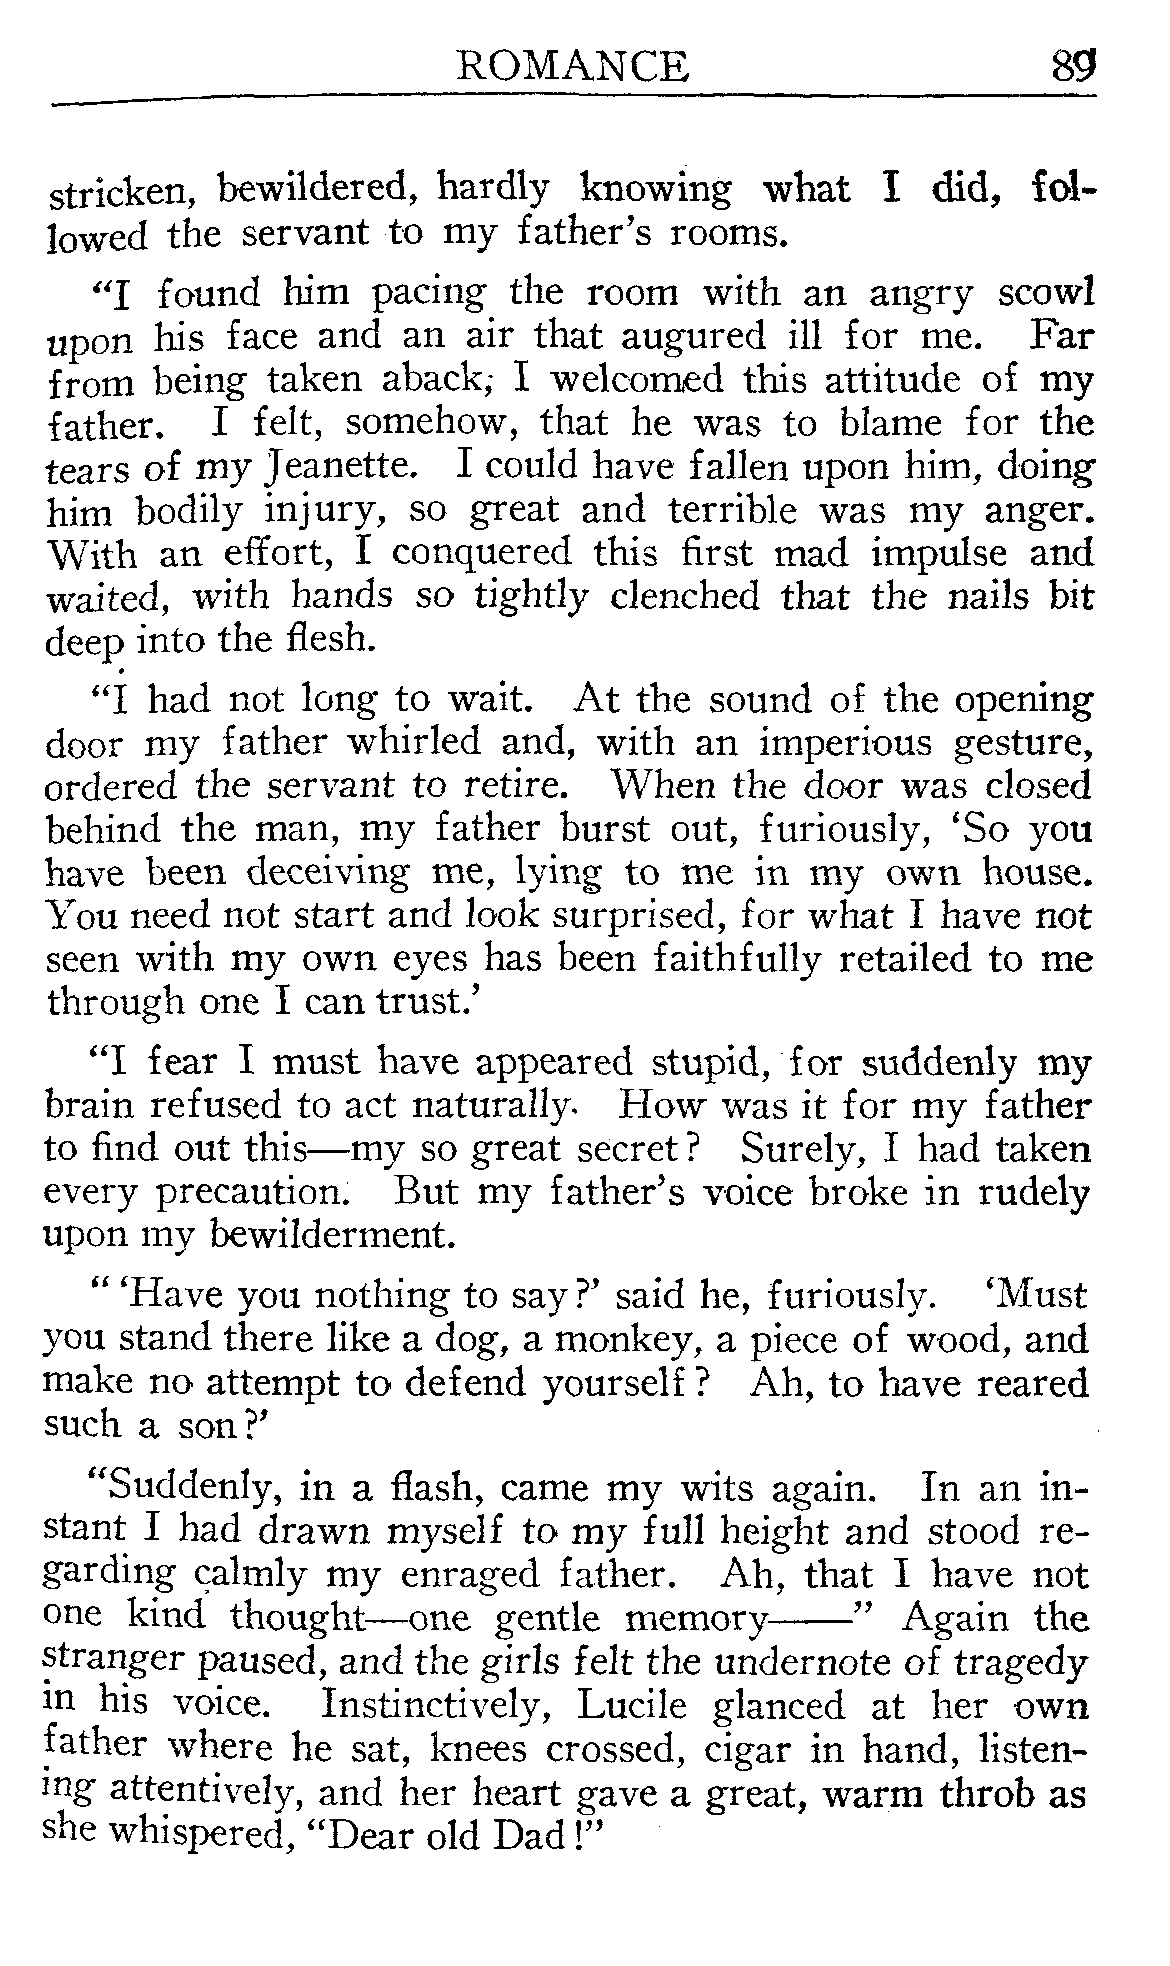 ROMANCE 89
stricken, bewildered, hardly knowing what I did, fol-
lowed the servant to my father's rooms.
"I found him pacing the room with an angry scowl
upon his face and an air that augured ill for me. Far
from being taken aback, I welcomed this attitude of my
father. I felt, somehow, that he was to blame for the
tears of my Jeanette. I could have fallen upon him, doing
him bodily injury, so great and terrible was my anger.
With an effort, I conquered this first mad impulse and
waited, with hands so tightly clenched that the nails bit
deep into the flesh.
"I had not long to wait. At the sound of the opening
door my father whirled and, with an imperious gesture,
ordered the servant to retire. When the door was closed
behind the man, my father burst out, furiously, 'So you
have been deceiving me, lying to me in my own house.
You need not start and look surprised, for what I have not
seen with my own eyes has been faithfully retailed to me
through one I can trust.'
"I fear I must have appeared stupid, for suddenly my
brain refused to act naturally. How was it for my father
to find out this—my so great secret? Surely, I had taken
every precaution. But my father's voice broke in rudely
upon my bewilderment.
"'Have you nothing to say?' said he, furiously. 'Must
you stand there like a dog, a monkey, a piece of wood, and
make no attempt to defend yourself? Ah, to have reared
such a son?'
"Suddenly, in a flash, came my wits again. In an in-
stant I had drawn myself to my full height and stood re-
garding calmly my enraged father. Ah, that I have not
one kind thought—one gentle memory——" Again the
stranger paused, and the girls felt the undernote of tragedy
in his voice. Instinctively, Lucile glanced at her own
father where he sat, knees crossed, cigar in hand, listen-
ing attentively, and her heart gave a great, warm throb as
she whispered, "Dear old Dad!"